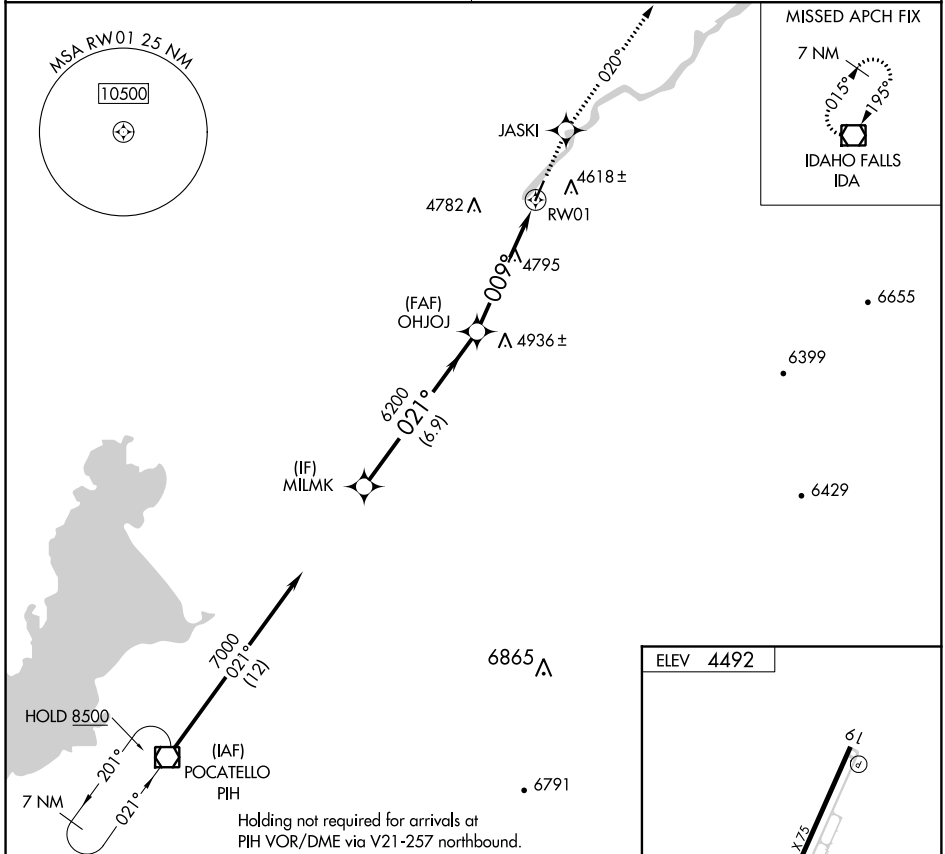 MSA RW01 25 NM
10500
MISSED APCH FIX
7 NM
015°
195°
IDAHO FALLS
IDA
020°
JASKI
4618±
4782
RW01
4795
009°
(FAF)
OHJOJ
4936±
6655
6399
6200
021°
(6.9)
(IF)
MILMK
6429
7000
021°
(12)
6865
ELEV 4492
HOLD 8500
(IAF)
POCATELLO
PIH
201°
021°
7 NM
6791
Holding not required for arrivals at
PIH VOR/DME via V21-257 northbound.
19
P
X 75